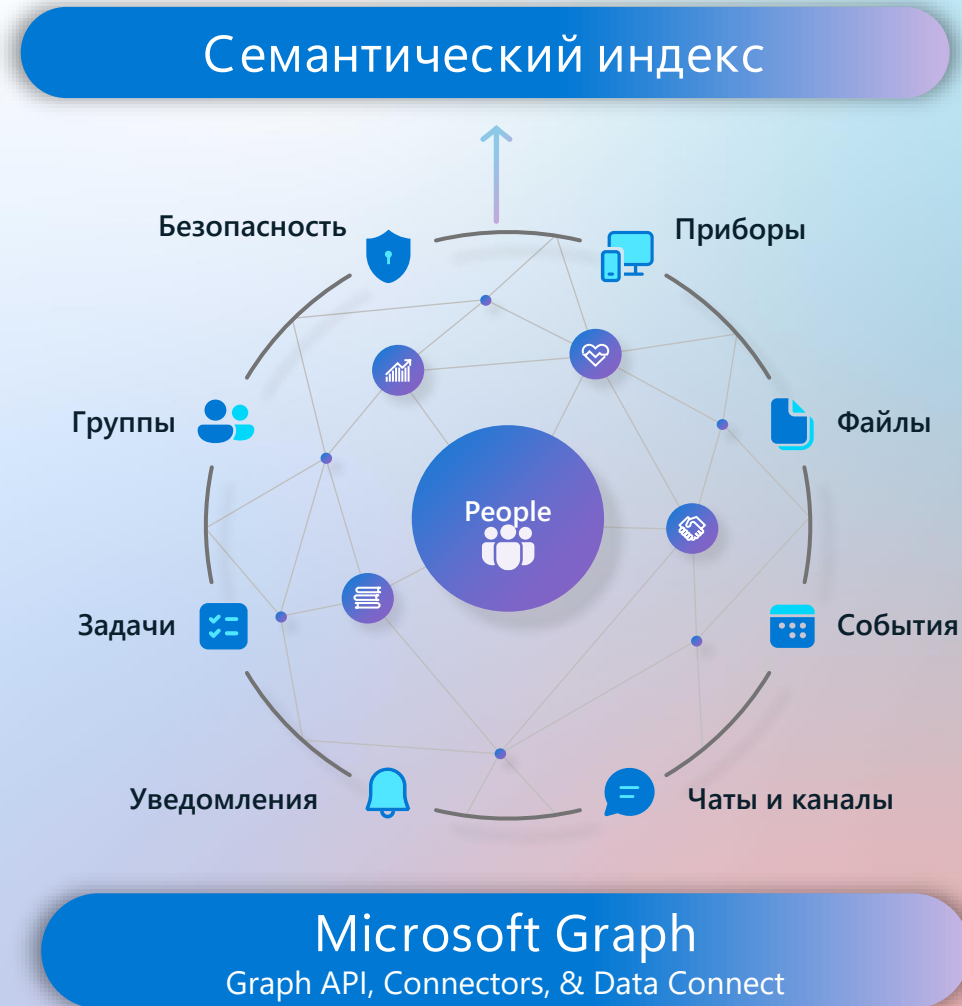 Семантический индекс
Безопасность
Приборы
Группы
Файлы
People
Задачи
События
Уведомления
Чаты и каналы
Microsoft Graph
Graph API, Connectors, & Data Connect